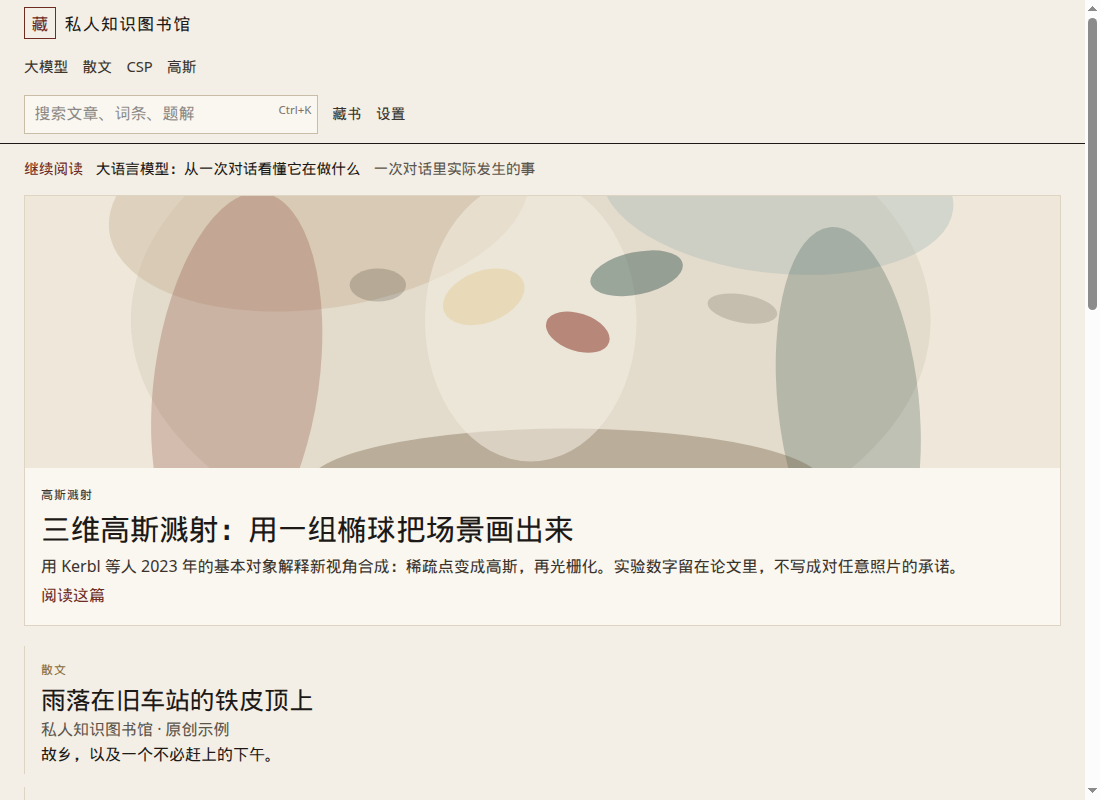 藏 私人知识图书馆
大模型 散文 CSP 高斯
搜索文章、词条、题解 Ctrl+K 藏书 设置
继续阅读 大语言模型：从一次对话看懂它在做什么 一次对话里实际发生的事
高斯溅射
三维高斯溅射：用一组椭球把场景画出来
用 Kerbl 等人 2023 年的基本对象解释新视角合成：稀疏点变成高斯，再光栅化。实验数字留在论文里，不写成对任意照片的承诺。
阅读这篇
散文
雨落在旧车站的铁皮顶上
私人知识图书馆 · 原创示例
故乡，以及一个不必赶上的下午。